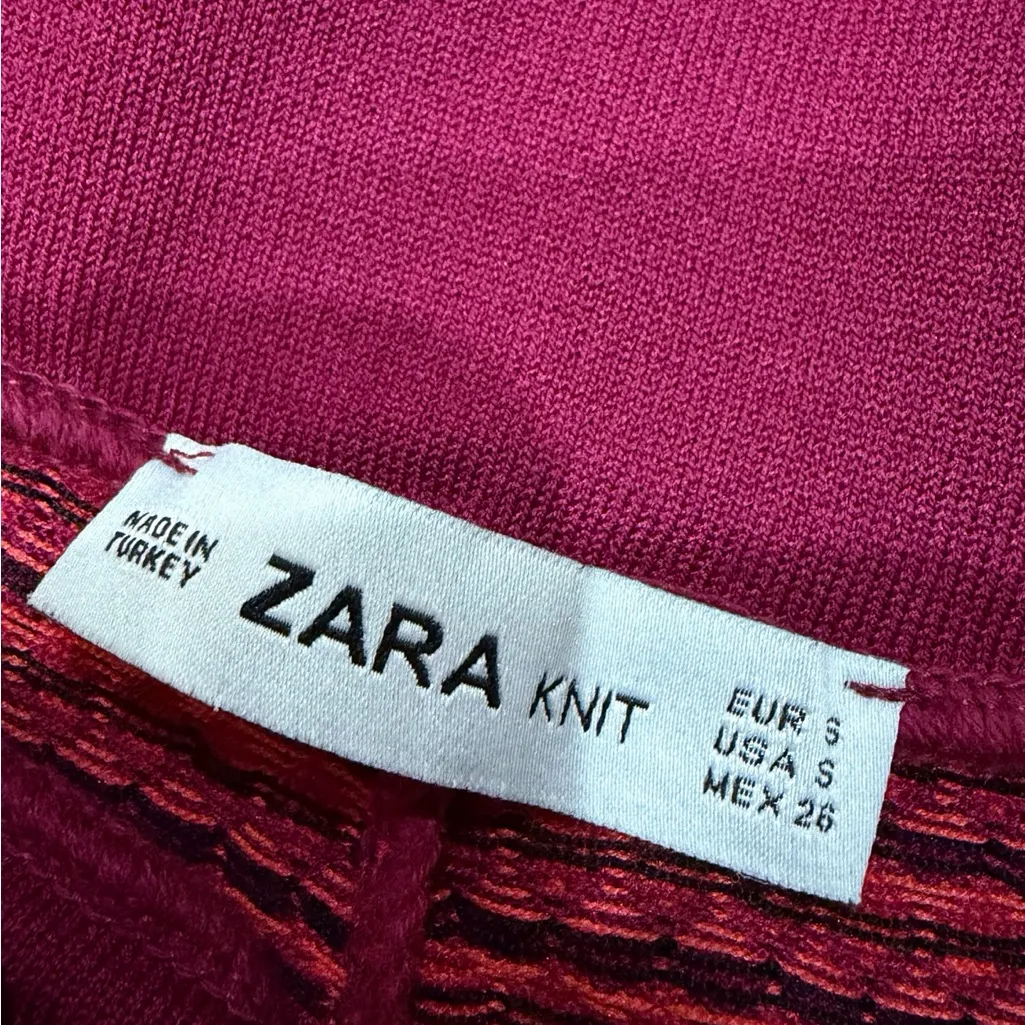 MADE IN
TURKEY
ZARA KNIT
EUR S
USA S
MEX 26